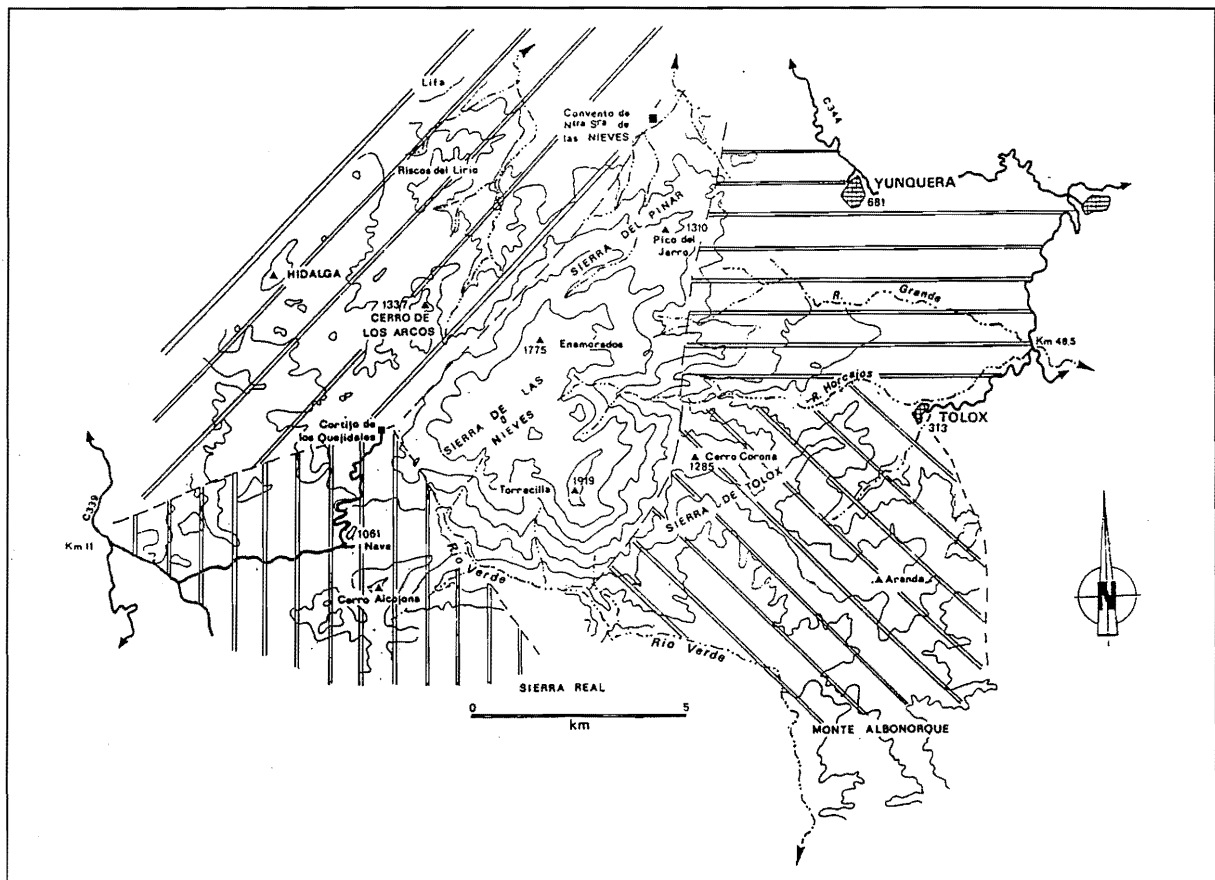 Lifa
Convento de
Ntra Sra de
las NIEVES
C 344
Riscos del Lirio
YUNQUERA
681
SIERRA DEL PINAR
1310
Pico del
Jarro
HIDALGA
1337
CERRO DE
LOS ARCOS
R. Grande
1775
Enamorados
Km 48,5
R. Horcajos
SIERRA DE LAS
NIEVES
TOLOX
313
Cortijo de
los Quejidales
Cerro Corona
1285
SIERRA DE TOLOX
Torrecilla
1919
C339
Km 11
1061
Nava
Rio Verde
Aranda
Cerro Alcojona
N
Rio Verde
SIERRA REAL
0 5
km
MONTE ALBONORQUE